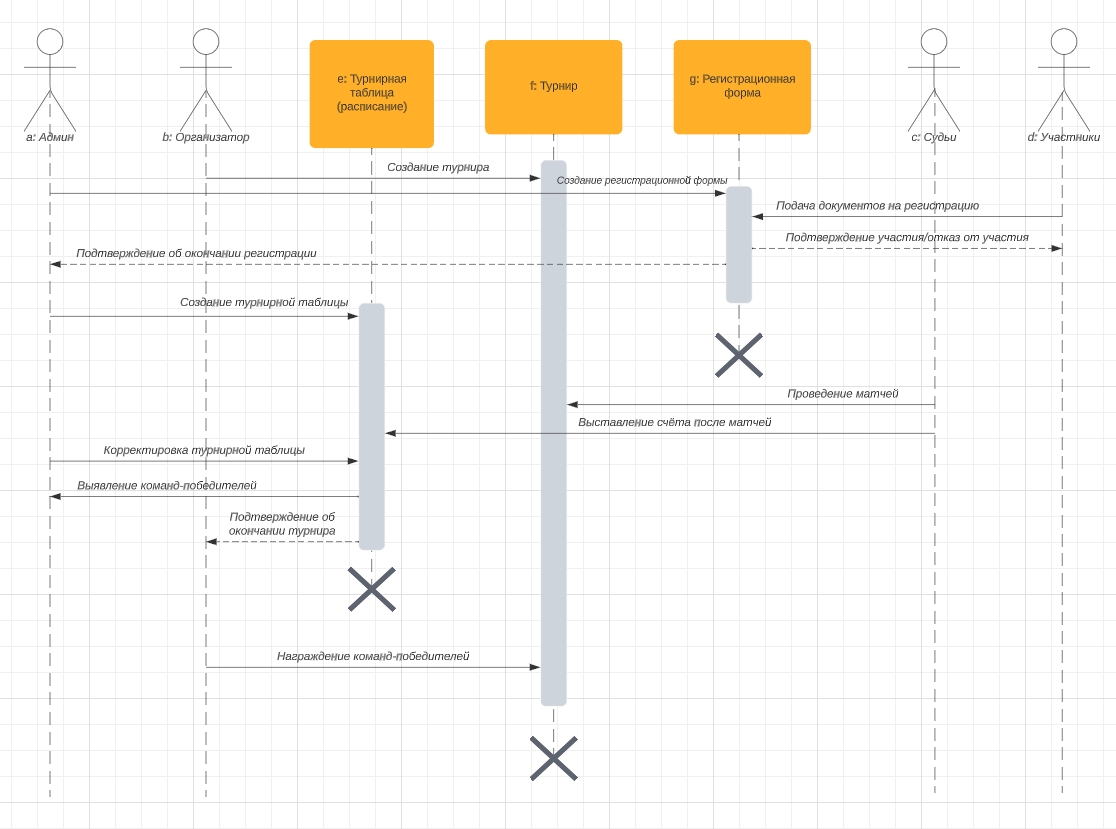 e: Турнирная
таблица
(расписание)
f: Турнир
g: Регистрационная
форма
a: Админ
b: Организатор
c: Судьи
d: Участники
Создание турнира
Создание регистрационной формы
Подача документов на регистрацию
Подтверждение участия/отказ от участия
Подтверждение об окончании регистрации
Создание турнирной таблицы
Проведение матчей
Выставление счёта после матчей
Корректировка турнирной таблицы
Выявление команд-победителей
Подтверждение об
окончании турнира
Награждение команд-победителей